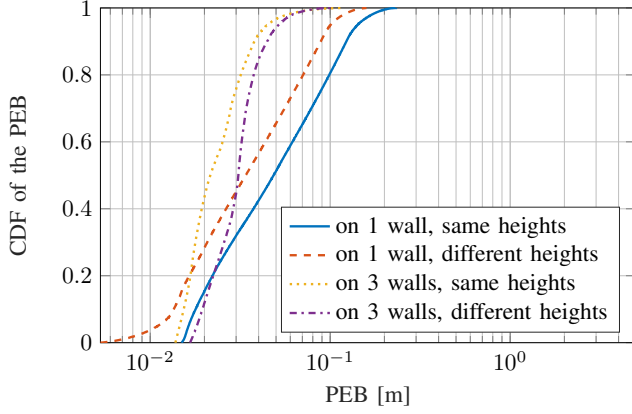 1
0.8
0.6
0.4
0.2
0
CDF of the PEB
on 1 wall, same heights
on 1 wall, different heights
on 3 walls, same heights
on 3 walls, different heights
10⁻² 10⁻¹ 10⁰
PEB [m]